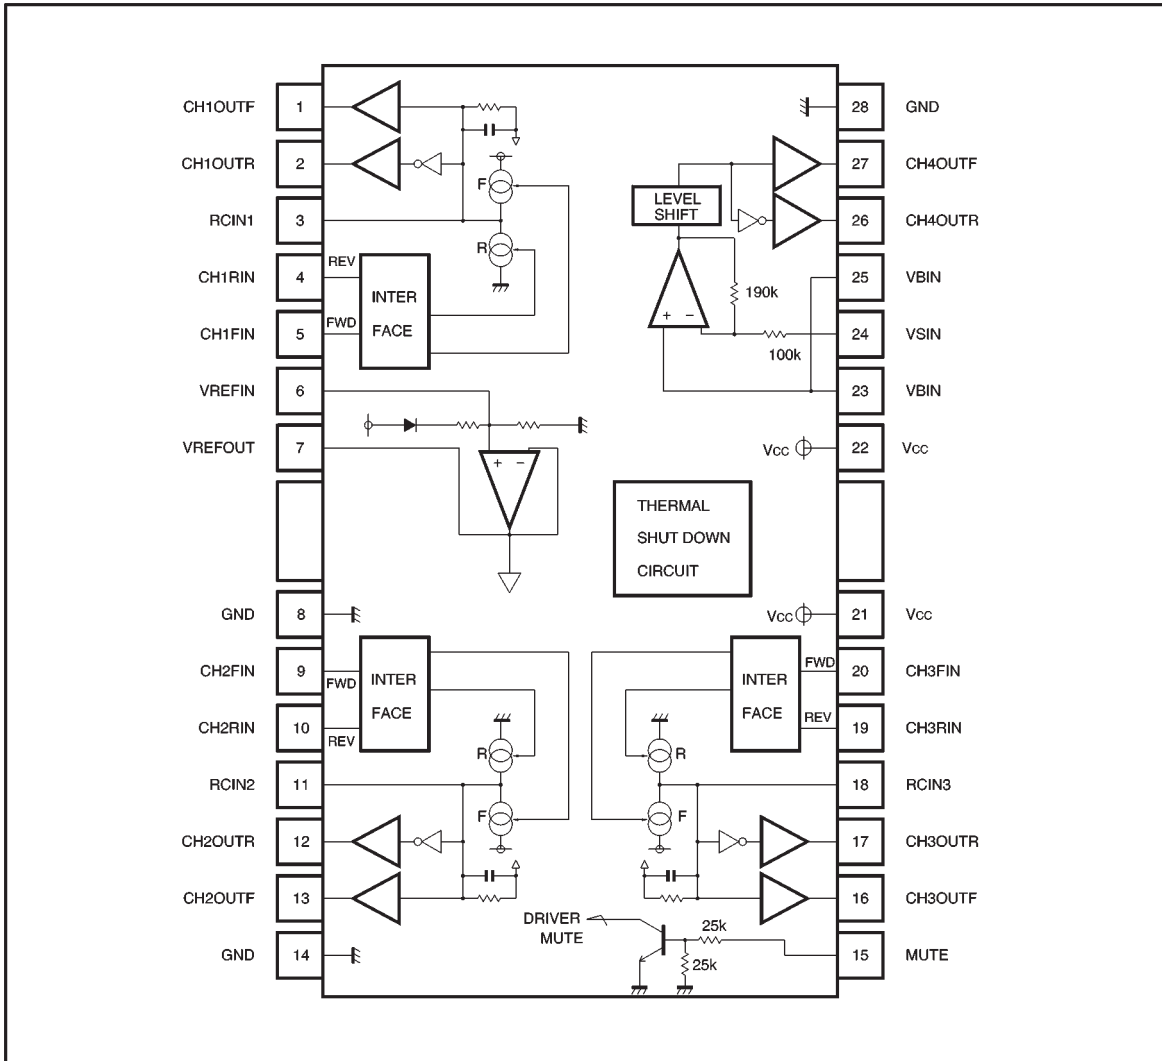 CH1OUTF 1
CH1OUTR 2
RCIN1 3
CH1RIN 4
CH1FIN 5
VREFIN 6
VREFOUT 7
GND 8
CH2FIN 9
CH2RIN 10
RCIN2 11
CH2OUTR 12
CH2OUTF 13
GND 14
F
R
REV
FWD
INTER
FACE
+ −
FWD
REV
INTER
FACE
R
F
LEVEL
SHIFT
+ −
190k
100k
Vcc
THERMAL
SHUT DOWN
CIRCUIT
Vcc
INTER
FACE
FWD
REV
R
F
DRIVER
MUTE
25k
25k
28 GND
27 CH4OUTF
26 CH4OUTR
25 VBIN
24 VSIN
23 VBIN
22 Vcc
21 Vcc
20 CH3FIN
19 CH3RIN
18 RCIN3
17 CH3OUTR
16 CH3OUTF
15 MUTE